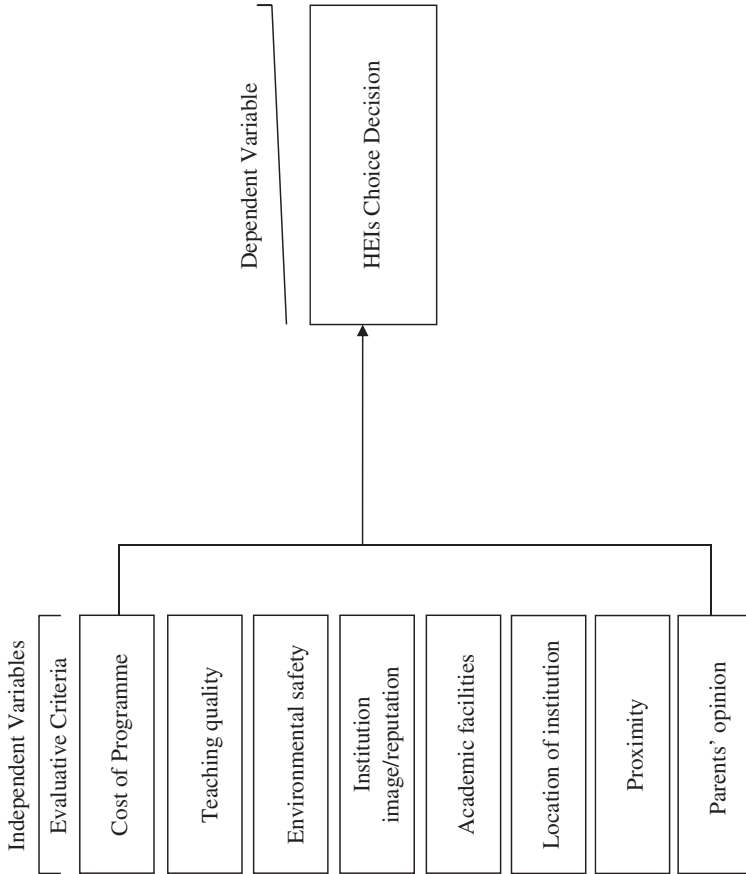 Independent Variables
Evaluative Criteria
Cost of Programme
Teaching quality
Environmental safety
Institution
image/reputation
Academic facilities
Location of institution
Proximity
Parents’ opinion
Dependent Variable
HEIs Choice Decision